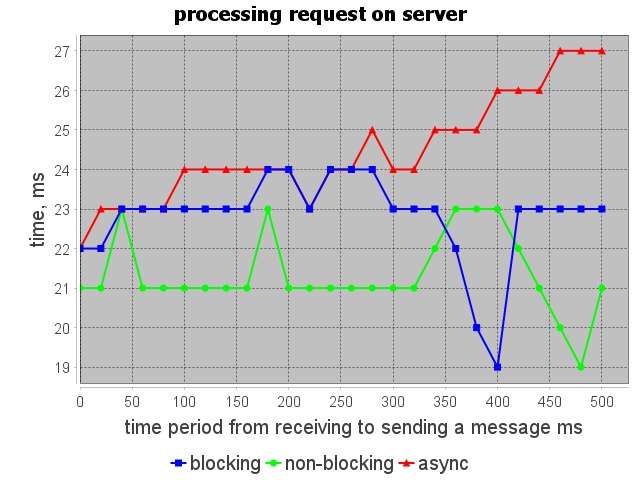 processing request on server
27
26
25
24
23
22
21
20
19
time, ms
0 50 100 150 200 250 300 350 400 450 500
time period from receiving to sending a message ms
blocking non-blocking async